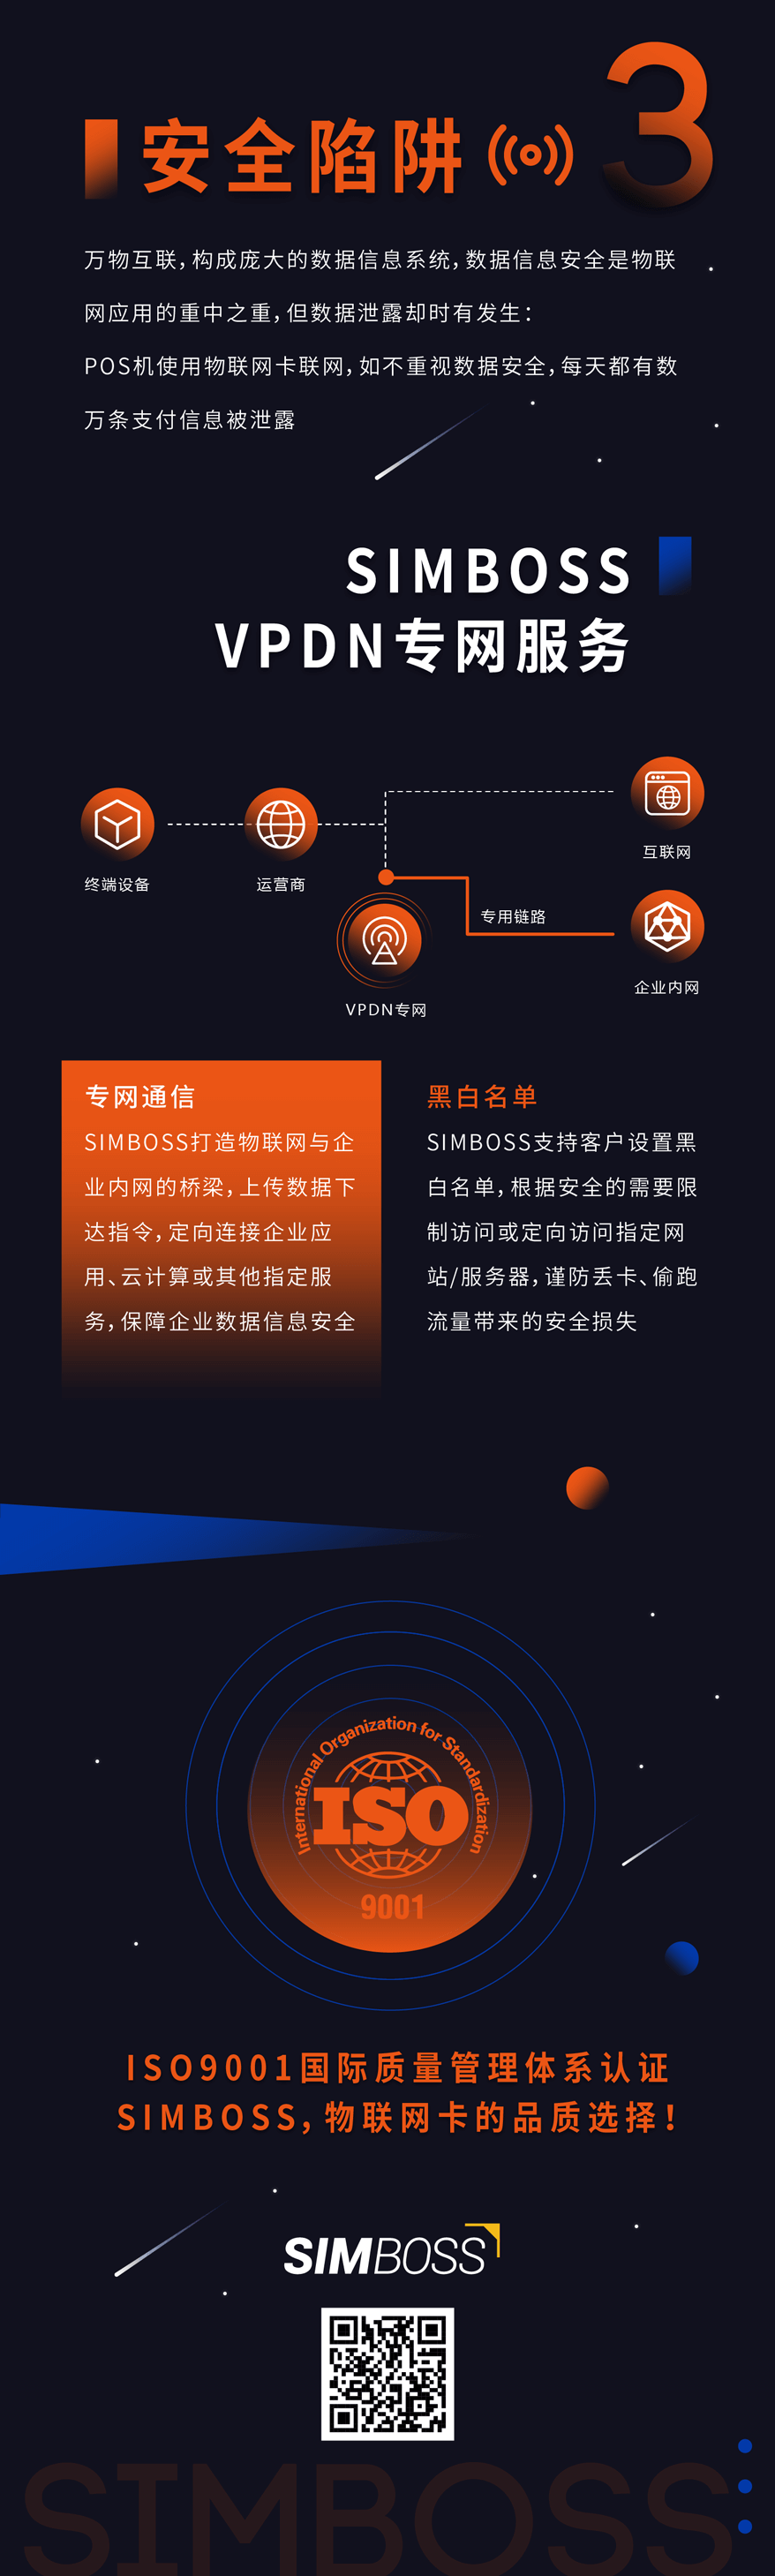 3
安全陷阱
万物互联，构成庞大的数据信息系统，数据信息安全是物联
网应用的重中之重，但数据泄露却时有发生：
POS机使用物联网卡联网，如不重视数据安全，每天都有数
万条支付信息被泄露
SIMBOSS
VPDN专网服务
互联网
终端设备
运营商
专用链路
企业内网
VPDN专网
专网通信
SIMBOSS打造物联网与企
业内网的桥梁，上传数据下
达指令，定向连接企业应
用、云计算或其他指定服
务，保障企业数据信息安全
黑白名单
SIMBOSS支持客户设置黑
白名单，根据安全的需要限
制访问或定向访问指定网
站/服务器，谨防丢卡、偷跑
流量带来的安全损失
International Organization for Standardization
ISO
9001
ISO9001国际质量管理体系认证
SIMBOSS，物联网卡的品质选择！
SIMBOSS
SIMBOSS